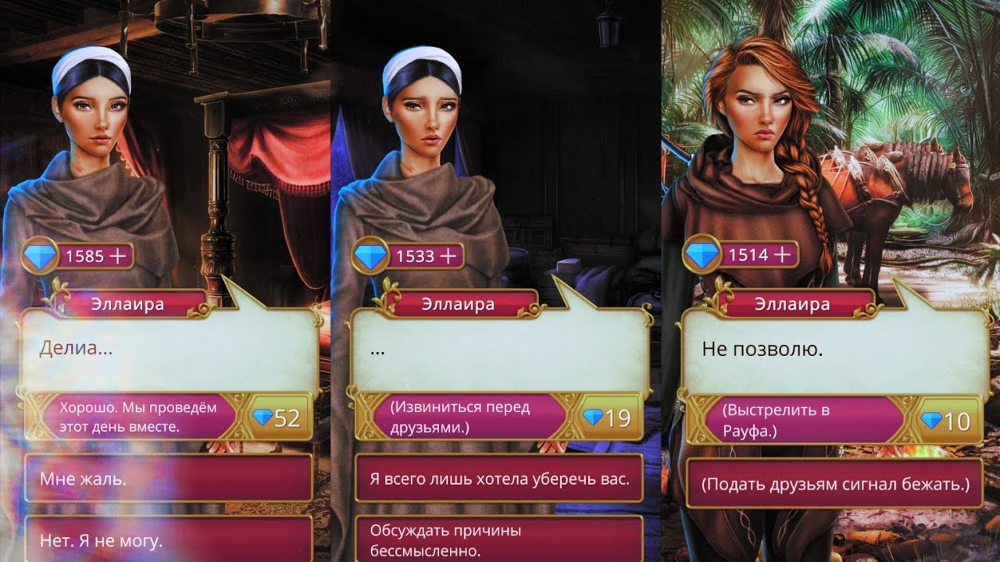 1585 +
Эллаира
Делиа...
Хорошо. Мы проведём
этот день вместе.
52
Мне жаль.
Нет. Я не могу.
1533 +
Эллаира
...
(Извиниться перед
друзьями.)
19
Я всего лишь хотела уберечь вас.
Обсуждать причины
бессмысленно.
1514 +
Эллаира
Не позволю.
(Выстрелить в
Рауфа.)
10
(Подать друзьям сигнал бежать.)